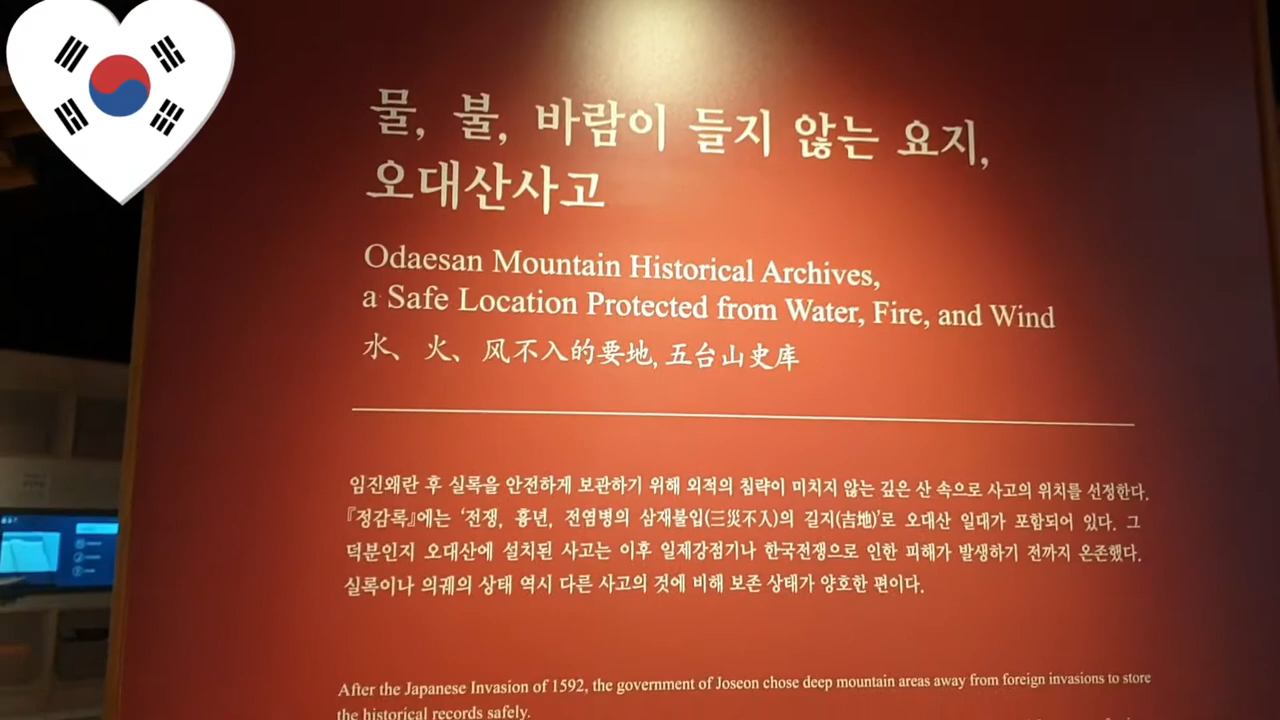 물, 불, 바람이 들지 않는 요지,
오대산사고
Odaesan Mountain Historical Archives,
a Safe Location Protected from Water, Fire, and Wind
水、火、风不入的要地, 五台山史库
임진왜란 후 실록을 안전하게 보관하기 위해 외적의 침략이 미치지 않는 깊은 산 속으로 사고의 위치를 선정한다.
『정감록』에는 ‘전쟁, 흉년, 전염병의 삼재불입(三災不入)의 길지(吉地)’로 오대산 일대가 포함되어 있다. 그
덕분인지 오대산에 설치된 사고는 이후 일제강점기나 한국전쟁으로 인한 피해가 발생하기 전까지 온존했다.
실록이나 의궤의 상태 역시 다른 사고의 것에 비해 보존 상태가 양호한 편이다.
After the Japanese Invasion of 1592, the government of Joseon chose deep mountain areas away from foreign invasions to store
the historical records safely.